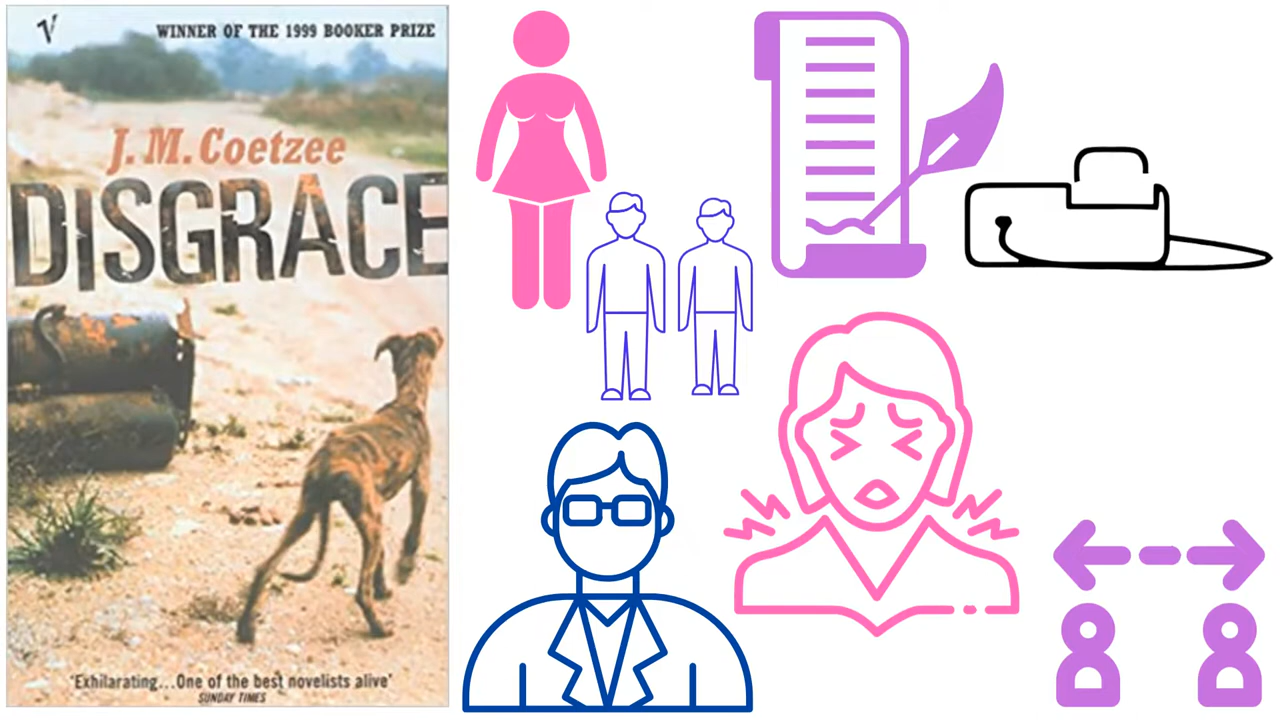 WINNER OF THE 1999 BOOKER PRIZE
J. M. Coetzee
DISGRACE
'Exhilarating...One of the best novelists alive'
SUNDAY TIMES